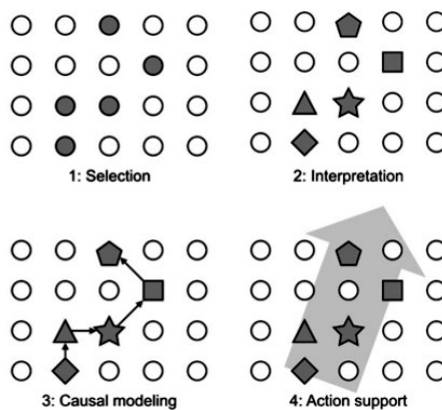 1: Selection
2: Interpretation
3: Causal modeling
4: Action support